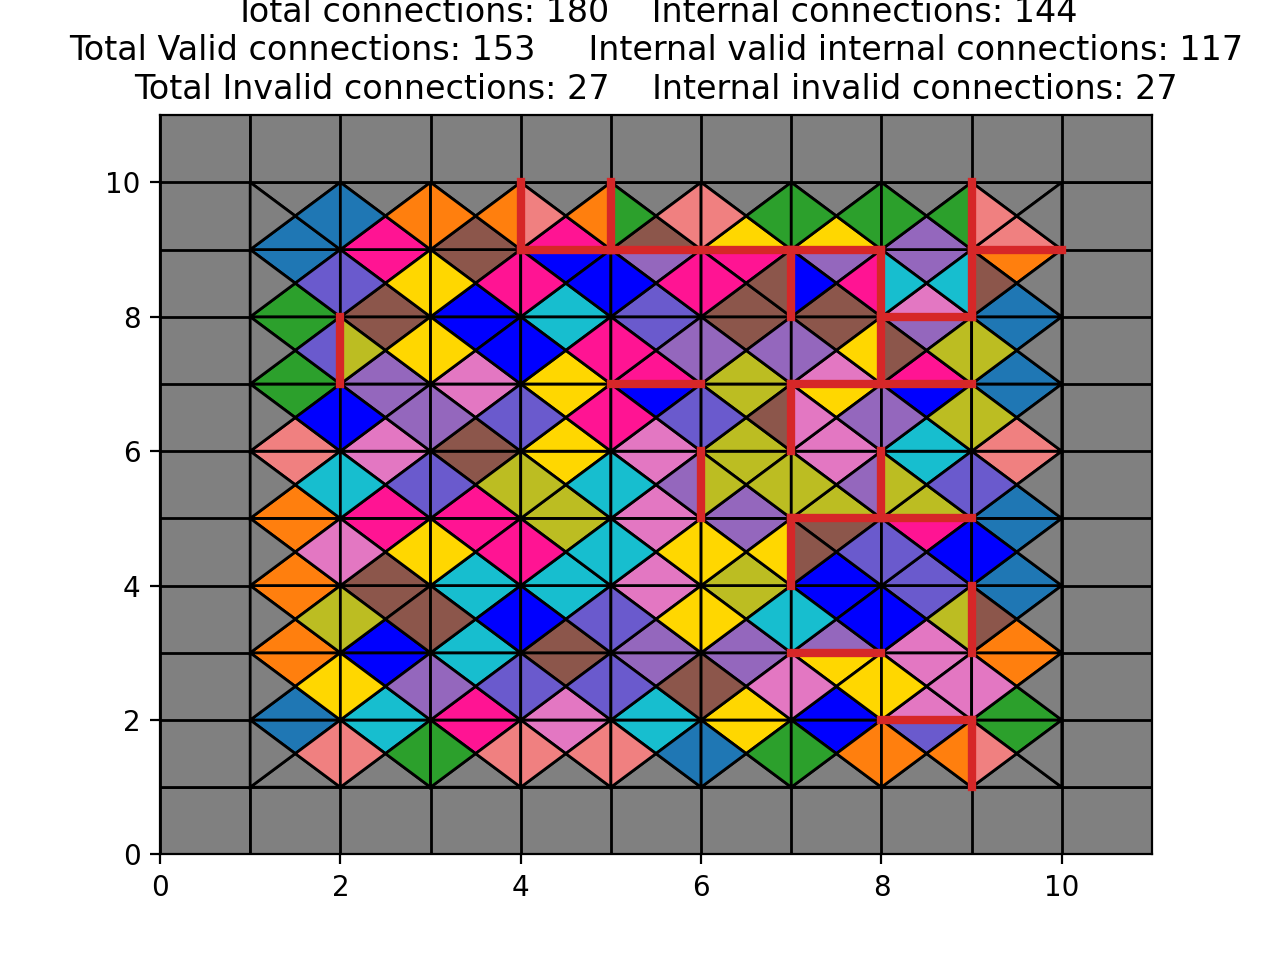 Total connections: 180 Internal connections: 144
Total Valid connections: 153 Internal valid internal connections: 117
Total Invalid connections: 27 Internal invalid connections: 27
10
8
6
4
2
0
0 2 4 6 8 10